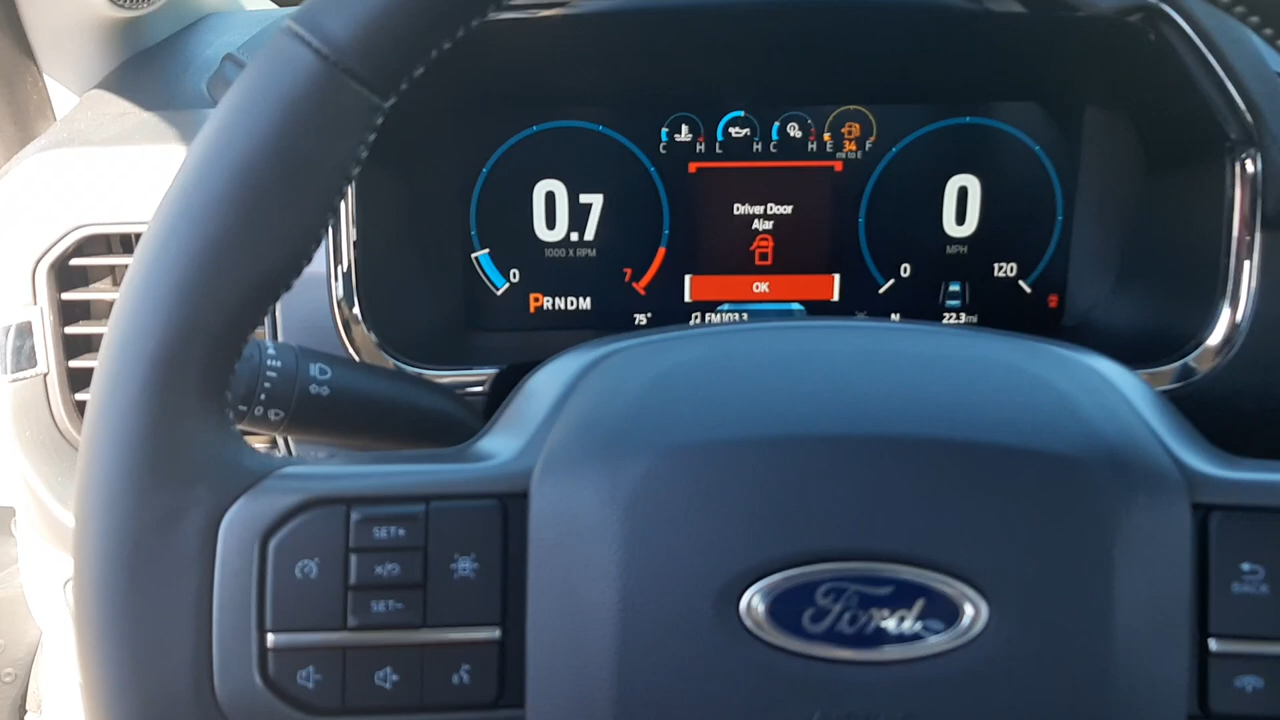 C H L H C H E 34 F
mi to E
0.7
1000 X RPM
0
7
PRNDM
75°
Driver Door
Ajar
OK
FM103.3
0
MPH
0
120
N
22.3mi
SET+
SET-
BACK
Ford